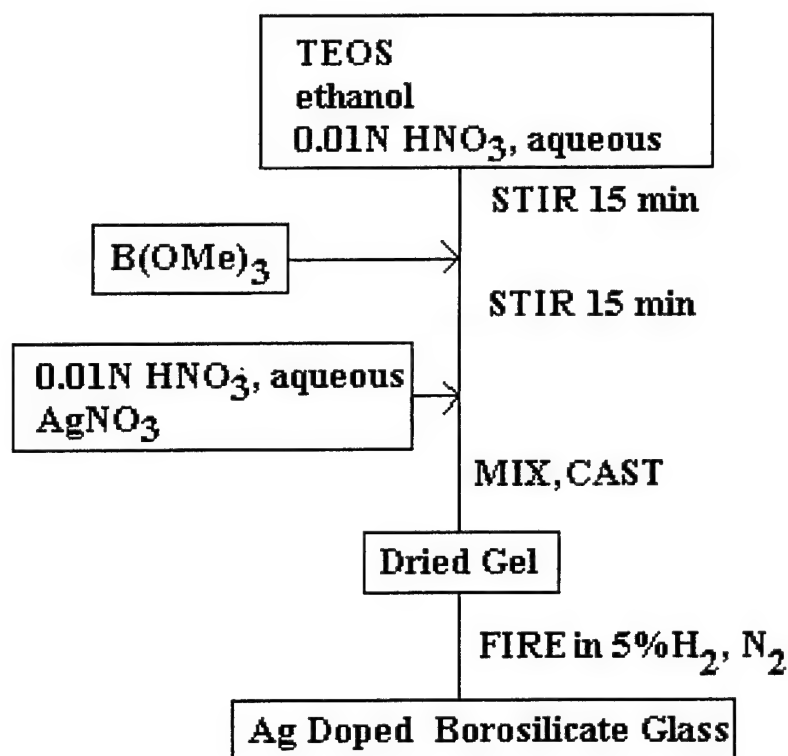 TEOS
ethanol
0.01N HNO3, aqueous
STIR 15 min
B(OMe)3
STIR 15 min
0.01N HNO3, aqueous
AgNO3
MIX, CAST
Dried Gel
FIRE in 5%H2, N2
Ag Doped Borosilicate Glass